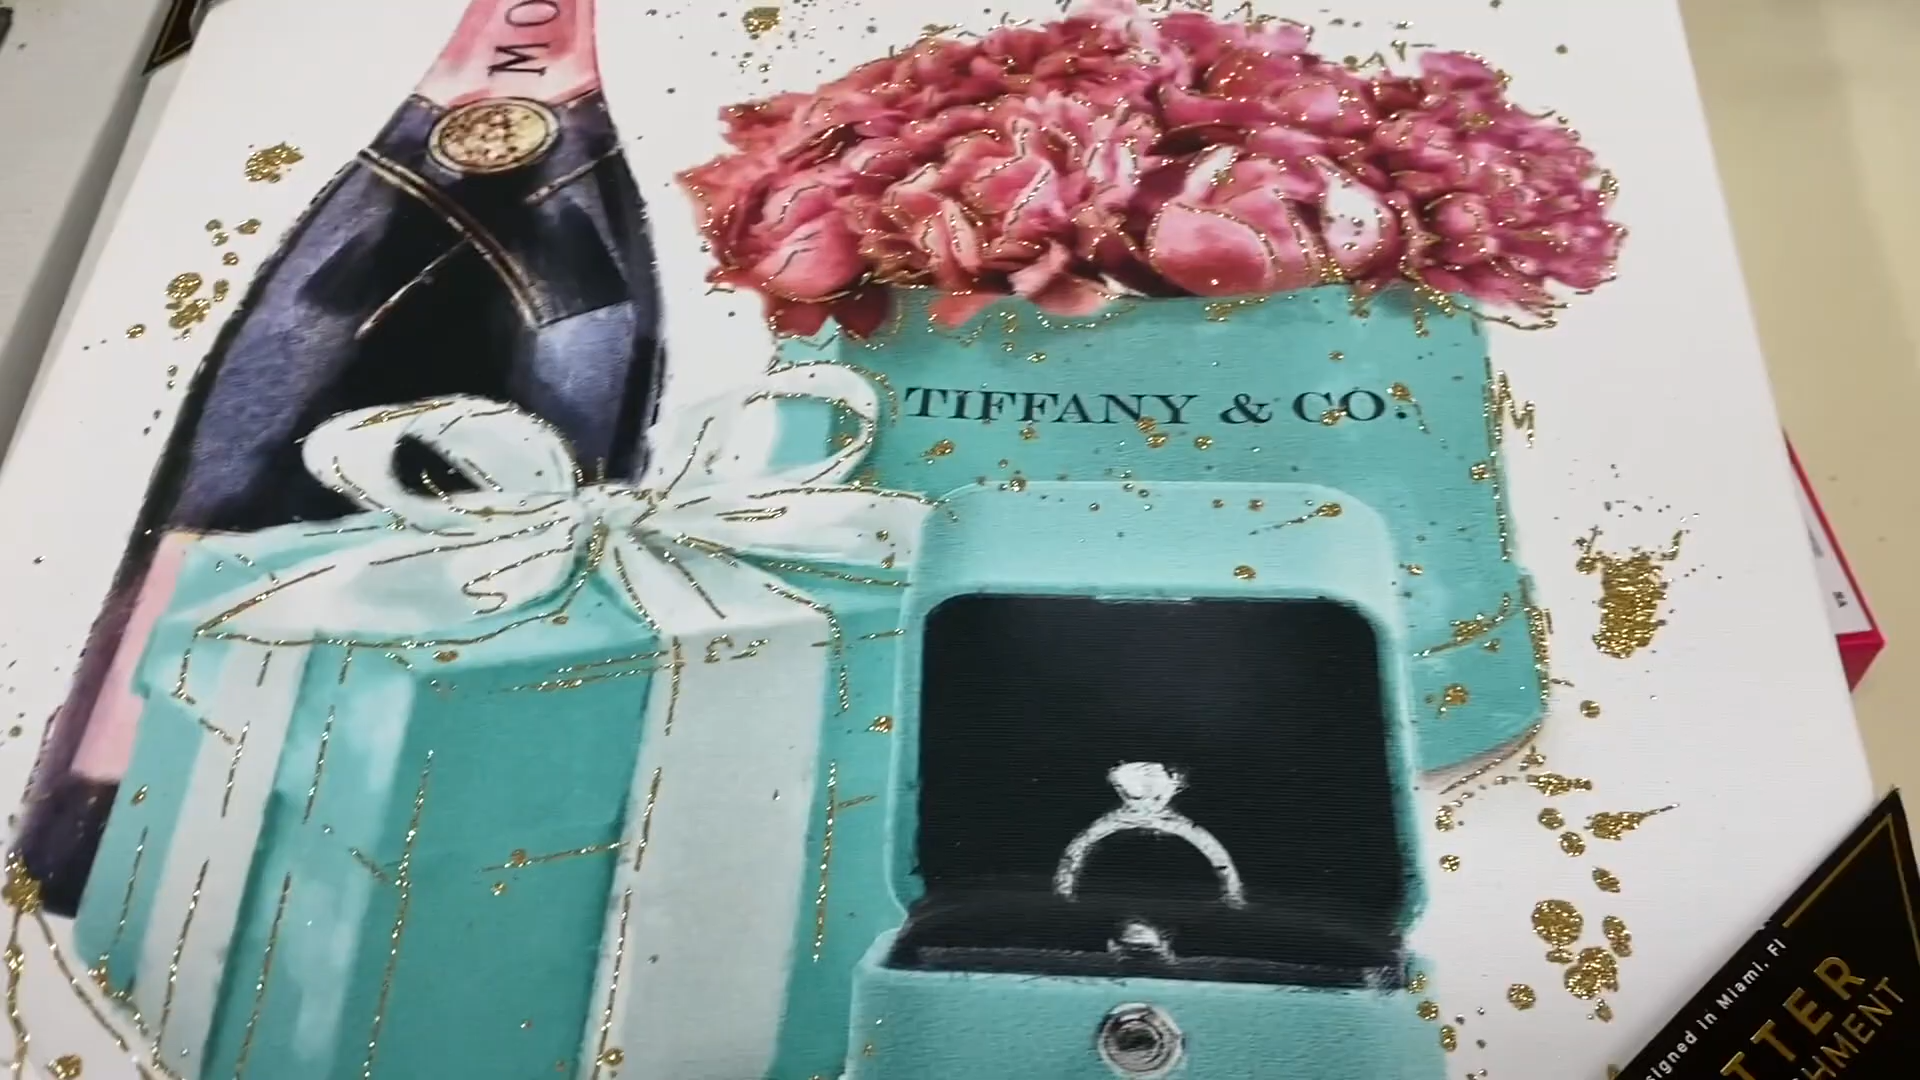 MO
TIFFANY & CO.
signed in Miami, FL
TTER
HMENT